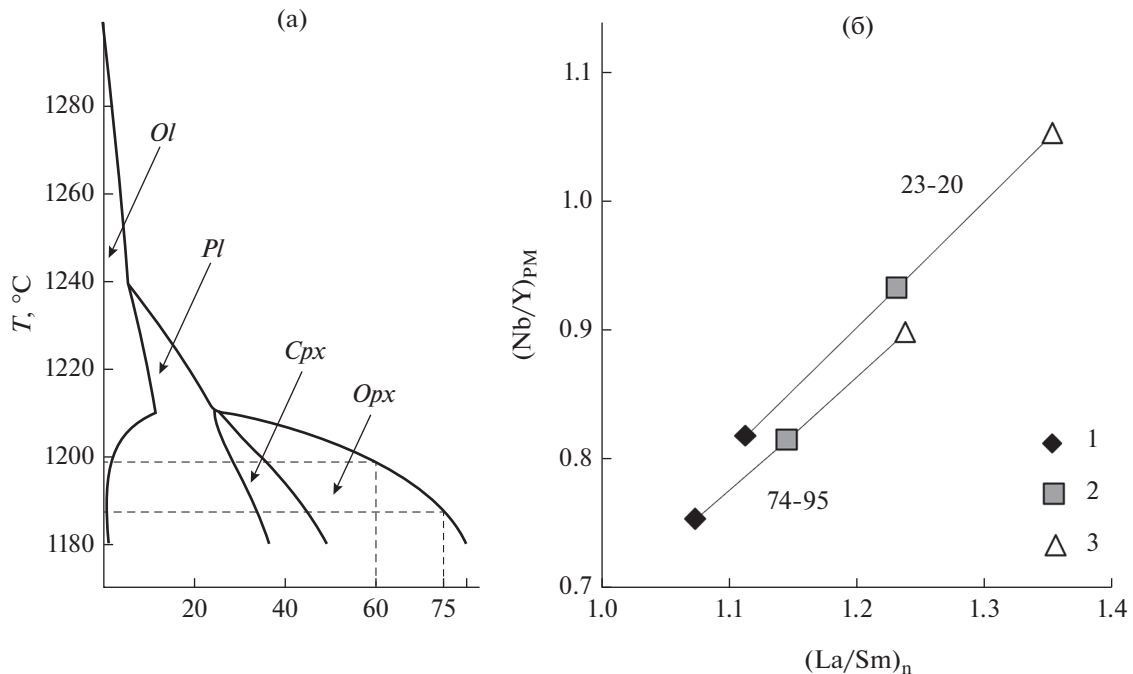 (а)
T, °C
1280
1260
1240
1220
1200
1180
Ol
Pl
Cpx
Opx
20
40
60
75
80
(б)
(Nb/Y)PM
1.1
1.0
0.9
0.8
0.7
23-20
74-95
1
2
3
1.0
1.1
1.2
1.3
1.4
(La/Sm)n